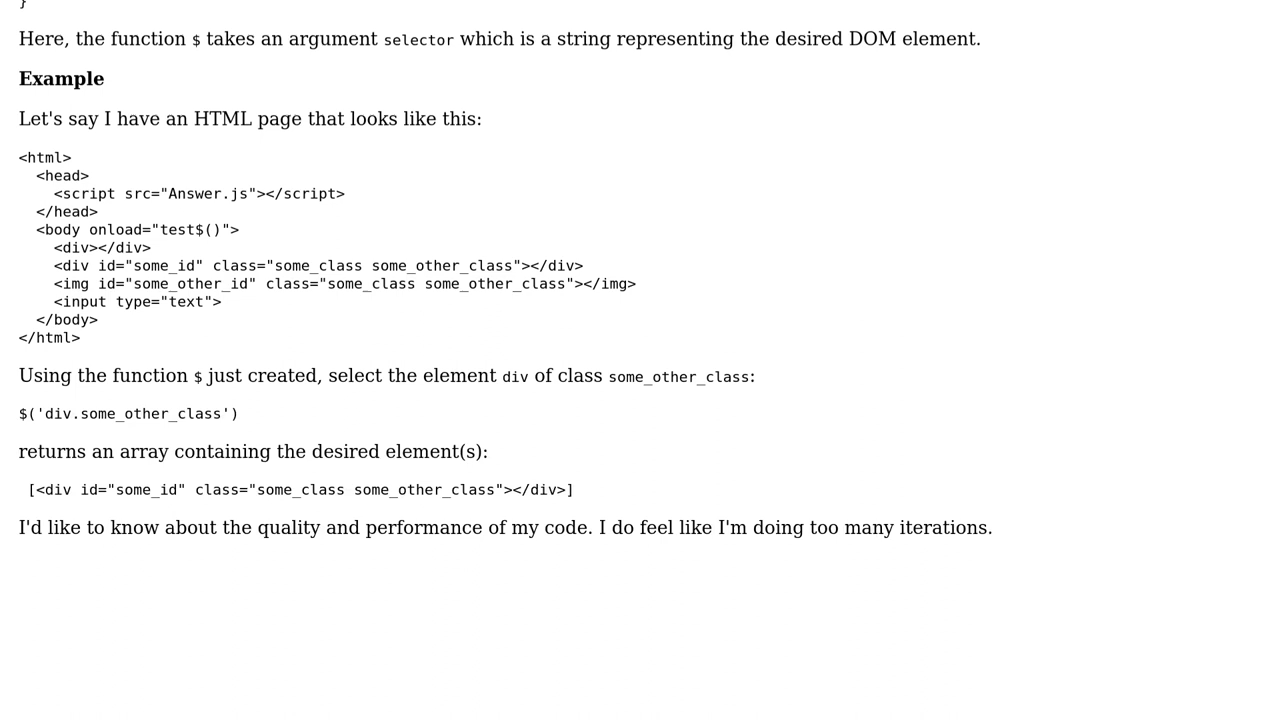 }
Here, the function $ takes an argument selector which is a string representing the desired DOM element.
Example
Let's say I have an HTML page that looks like this:
<html>
  <head>
    <script src="Answer.js"></script>
  </head>
  <body onload="test$()">
    <div></div>
    <div id="some_id" class="some_class some_other_class"></div>
    <img id="some_other_id" class="some_class some_other_class"></img>
    <input type="text">
  </body>
</html>
Using the function $ just created, select the element div of class some_other_class:
$('div.some_other_class')
returns an array containing the desired element(s):
 [<div id="some_id" class="some_class some_other_class"></div>]
I'd like to know about the quality and performance of my code. I do feel like I'm doing too many iterations.